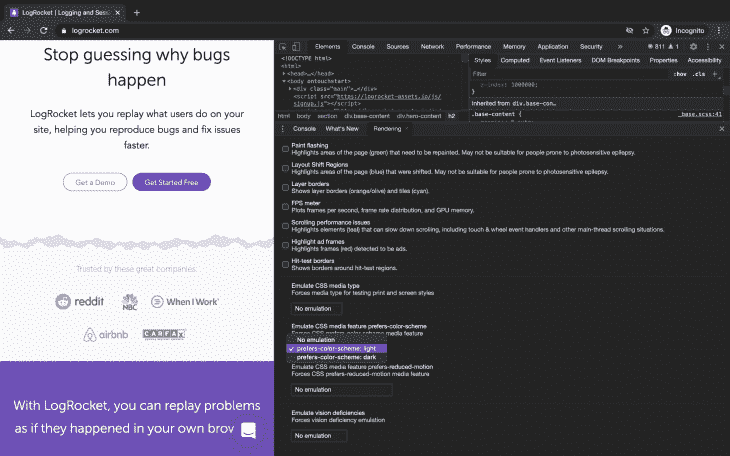 LogRocket | Logging and Sessi
logrocket.com
Incognito
Stop guessing why bugs
happen
LogRocket lets you replay what users do on your
site, helping you reproduce bugs and fix issues
faster.
Get a Demo
Get Started Free
Trusted by these great companies:
reddit
NBC
When I Work
airbnb
CARFAX
With LogRocket, you can replay problems
as if they happened in your own brow
Elements Console Sources Network Performance Memory Application Security » 811 1
<!DOCTYPE html>
<html>
<head>…</head>
<body ontouchstart>
<div class="main">…</div>
<script src="https://logrocket-assets.io/js/
signup.js"></script>
html body section div.base-content div.hero-content h2
Styles Computed Event Listeners DOM Breakpoints Properties Accessibility
Filter
:hov .cls +
z-index: 1000000;
}
Inherited from div.base-con…
.base-content {
_base.scss:41
Console What's New Rendering
Paint flashing
Highlights areas of the page (green) that need to be repainted. May not be suitable for people prone to photosensitive epilepsy.
Layout Shift Regions
Highlights areas of the page (blue) that were shifted. May not be suitable for people prone to photosensitive epilepsy.
Layer borders
Shows layer borders (orange/olive) and tiles (cyan).
FPS meter
Plots frames per second, frame rate distribution, and GPU memory.
Scrolling performance issues
Highlights elements (teal) that can slow down scrolling, including touch & wheel event handlers and other main-thread scrolling situations.
Highlight ad frames
Highlights frames (red) detected to be ads.
Hit-test borders
Shows borders around hit-test regions.
Emulate CSS media type
Forces media type for testing print and screen styles
No emulation
Emulate CSS media feature prefers-color-scheme
Forces CSS prefers-color-scheme media feature
No emulation
prefers-color-scheme: light
prefers-color-scheme: dark
Emulate CSS media feature prefers-reduced-motion
Forces CSS prefers-reduced-motion media feature
No emulation
Emulate vision deficiencies
Forces vision deficiency emulation
No emulation